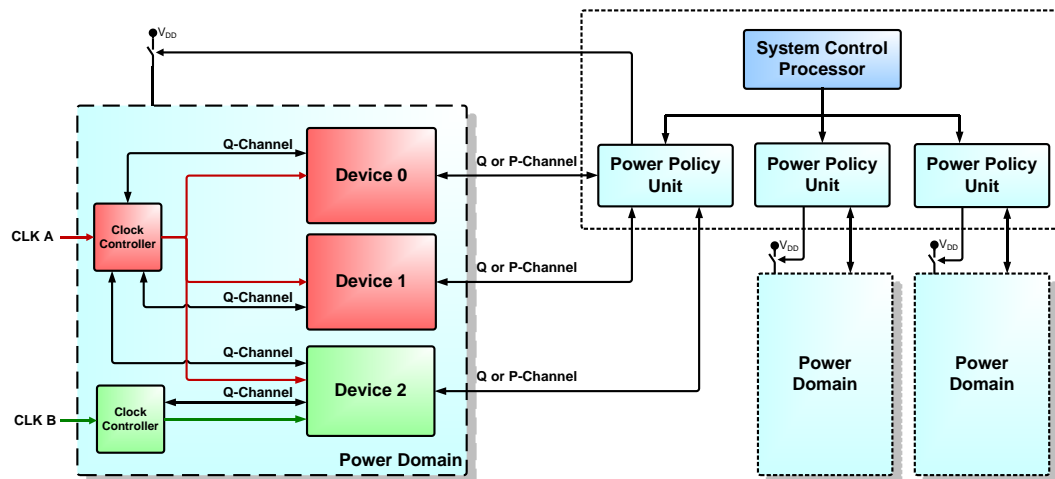 VDD
System Control
Processor
Q-Channel
Device 0
Q or P-Channel
Power Policy
Unit
Power Policy
Unit
Power Policy
Unit
Clock
Controller
CLK A
VDD
VDD
Device 1
Q or P-Channel
Q-Channel
Q-Channel
Device 2
Q or P-Channel
Q-Channel
Power
Domain
Power
Domain
CLK B
Clock
Controller
Power Domain